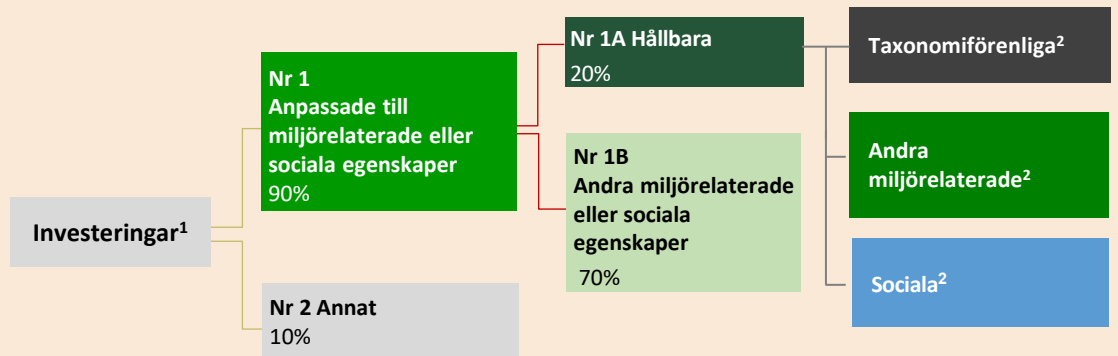 Investeringar¹
Nr 1
Anpassade till
miljörelaterade eller
sociala egenskaper
90%
Nr 2 Annat
10%
Nr 1A Hållbara
20%
Nr 1B
Andra miljörelaterade
eller sociala
egenskaper
70%
Taxonomiförenliga²
Andra
miljörelaterade²
Sociala²